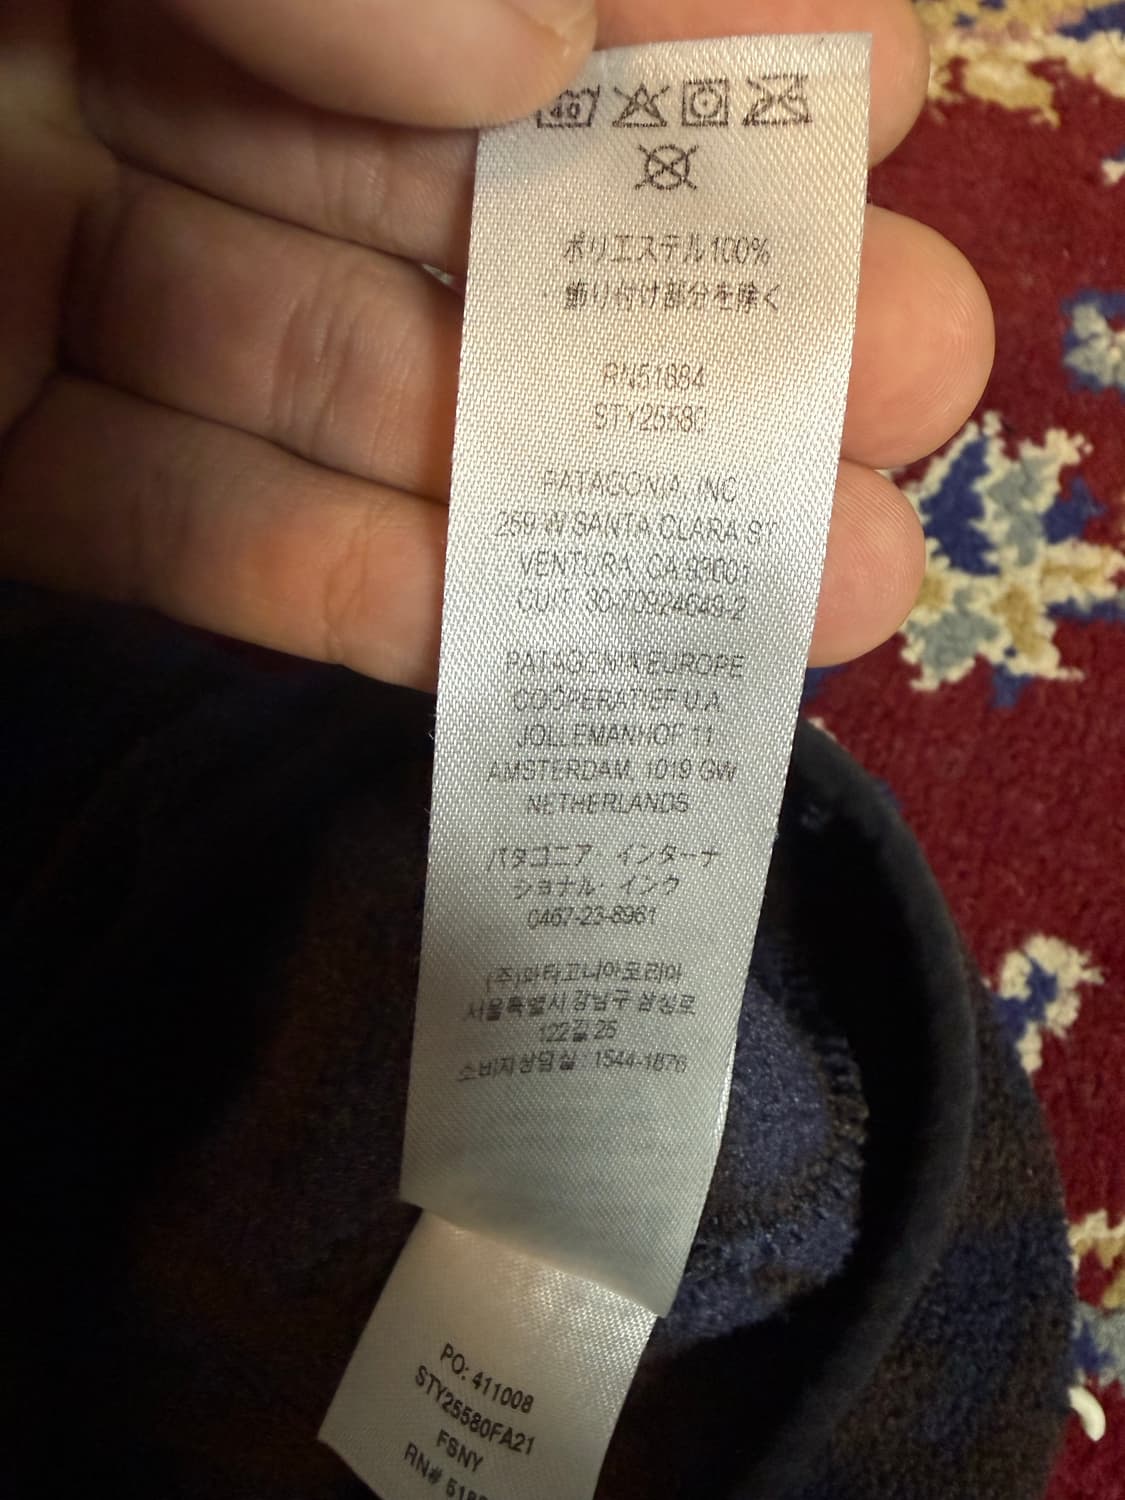 40
ポリエステル100%
飾り付け部分を除く
RN51884
STY25580
PATAGONIA, INC
259 W SANTA CLARA ST
VENTURA, CA 93001
CUIT 30-70924649-2
PATAGONIA EUROPE
COÖPERATIEF U.A.
JOLLEMANHOF 11
AMSTERDAM, 1019 GW
NETHERLANDS
パタゴニア・インターナ
ショナル・インク
0467-23-8961
(주)파타고니아코리아
서울특별시 강남구 삼성로
122길 25
소비자상담실: 1544-1876
PO: 411008
STY25580FA21
FSNY
RN#